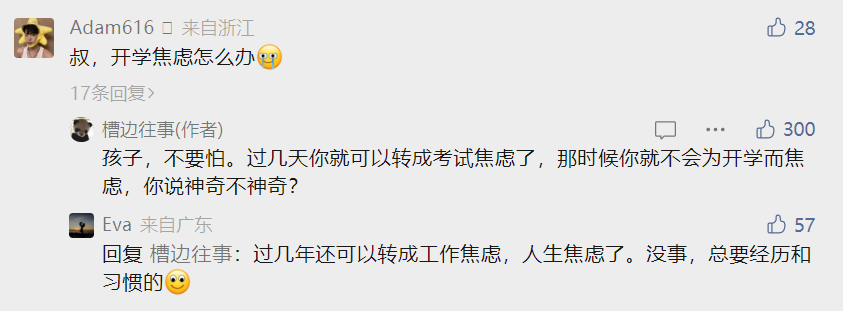 Adam616 来自浙江 28
叔，开学焦虑怎么办
17条回复>
槽边往事(作者) 300
孩子，不要怕。过几天你就可以转成考试焦虑了，那时候你就不会为开学而焦
虑，你说神奇不神奇？
Eva 来自广东 57
回复 槽边往事：过几年还可以转成工作焦虑，人生焦虑了。没事，总要经历和
习惯的